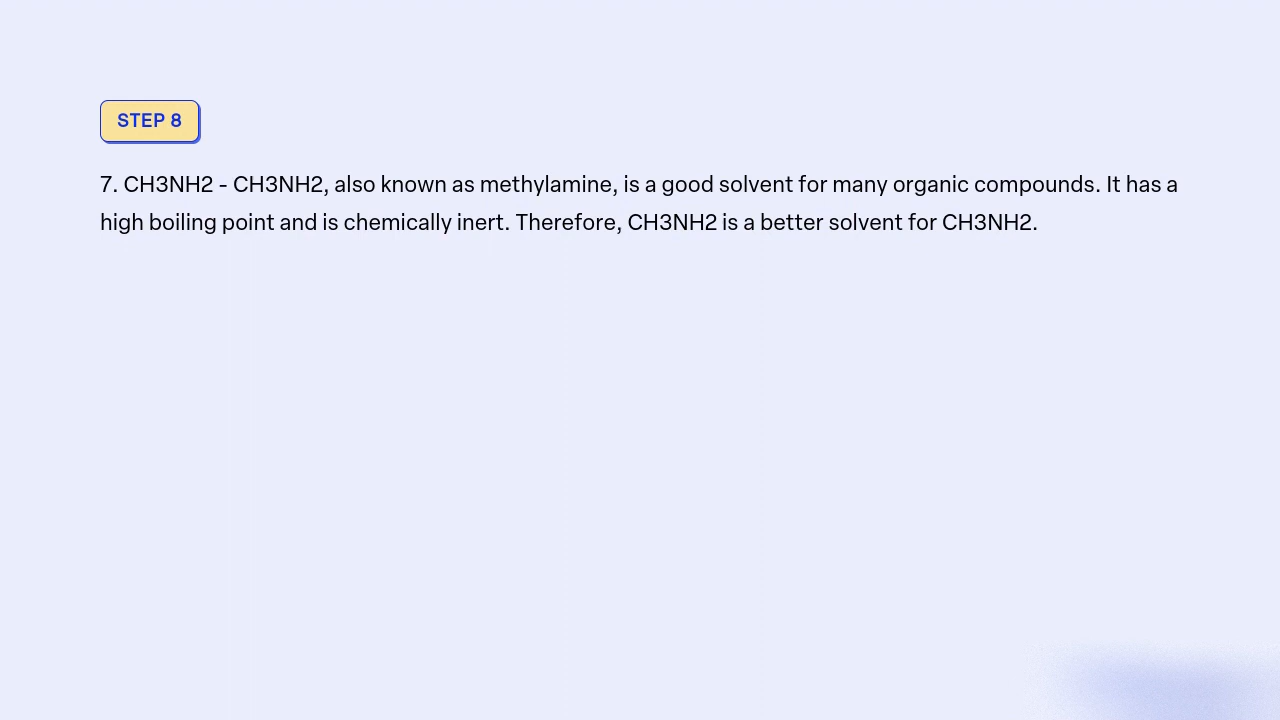 STEP 8
7. CH3NH2 - CH3NH2, also known as methylamine, is a good solvent for many organic compounds. It has a
high boiling point and is chemically inert. Therefore, CH3NH2 is a better solvent for CH3NH2.